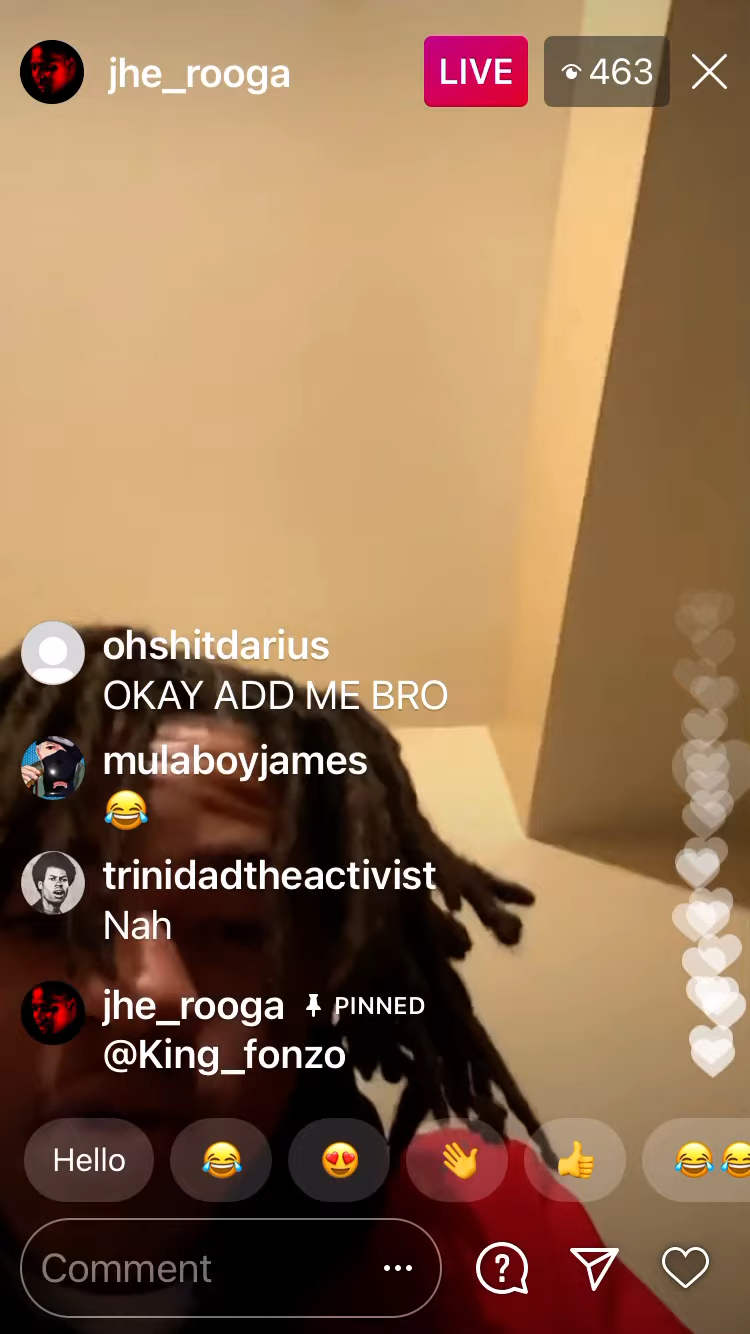 jhe_rooga
LIVE
463
ohshitdarius
OKAY ADD ME BRO
mulaboyjames
😂
trinidadtheactivist
Nah
jhe_rooga PINNED
@King_fonzo
Hello 😂 😍 👋 👍 😂😂
Comment